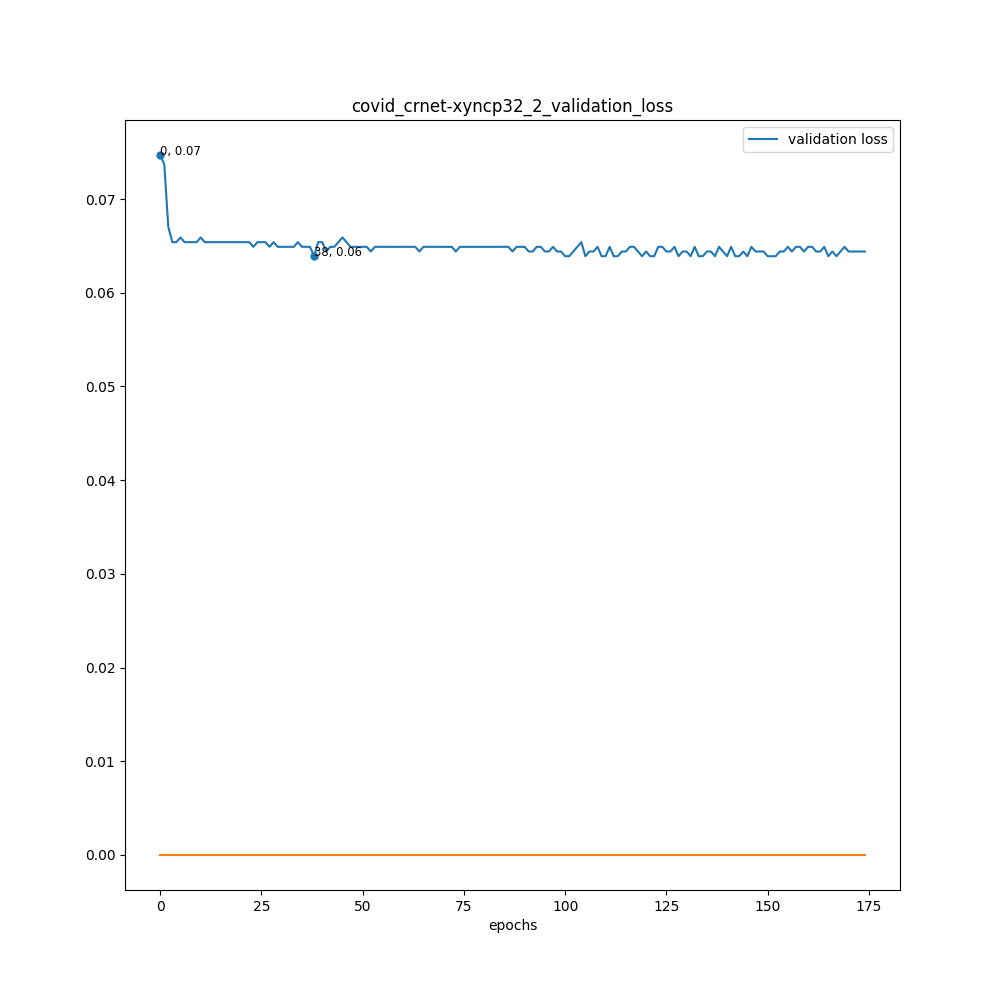 covid_crnet-xyncp32_2_validation_loss
validation loss
0, 0.07
38, 0.06
0.07
0.06
0.05
0.04
0.03
0.02
0.01
0.00
0 25 50 75 100 125 150 175
epochs